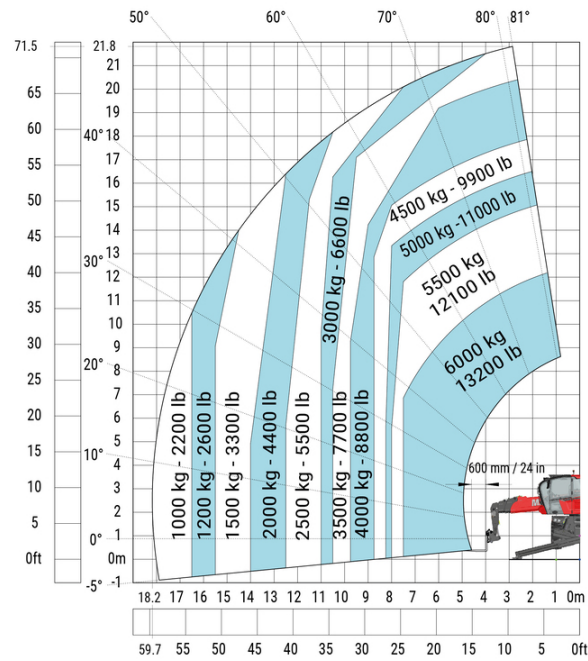 50° 60° 70° 80° 81°
71.5 21.8
21
65 20
19
60 40° 18
17
55 16
50 15
14
45 13
40 30° 12
11
35 10
30 9
25 20° 8
7
20 6
15 5
10° 4
10 3
2
5 1
0° 0m
0ft -1
-5°
1000 kg - 2200 lb
1200 kg - 2600 lb
1500 kg - 3300 lb
2000 kg - 4400 lb
2500 kg - 5500 lb
3000 kg - 6600 lb
3500 kg - 7700 lb
4000 kg - 8800 lb
4500 kg - 9900 lb
5000 kg -11000 lb
5500 kg
12100 lb
6000 kg
13200 lb
600 mm / 24 in
18.2 17 16 15 14 13 12 11 10 9 8 7 6 5 4 3 2 1 0m
59.7 55 50 45 40 35 30 25 20 15 10 5 0ft